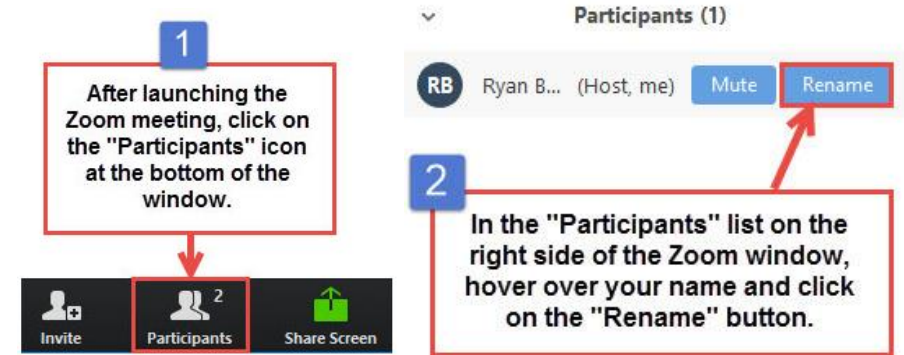 1
After launching the
Zoom meeting, click on
the "Participants" icon
at the bottom of the
window.
2
Invite
Participants
Share Screen
Participants (1)
RB Ryan B... (Host, me) Mute Rename
2
In the "Participants" list on the
right side of the Zoom window,
hover over your name and click
on the "Rename" button.